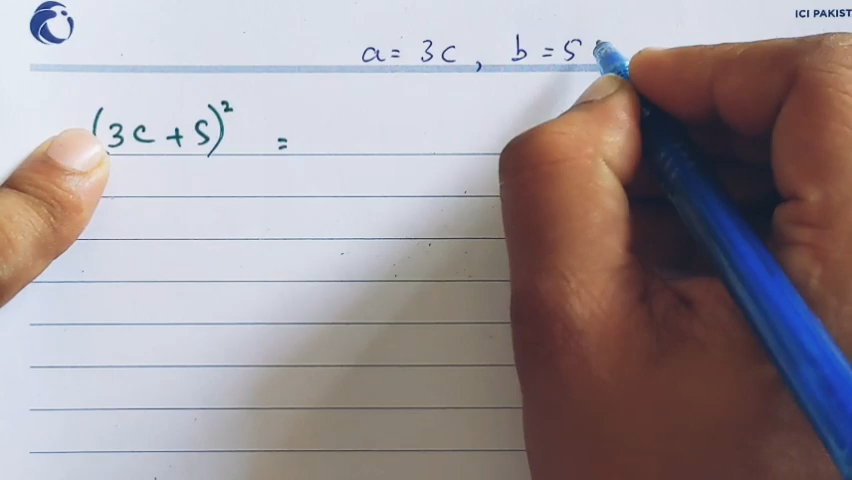 ICI PAKIST
a = 3c , b = 5
(3c + 5)² =